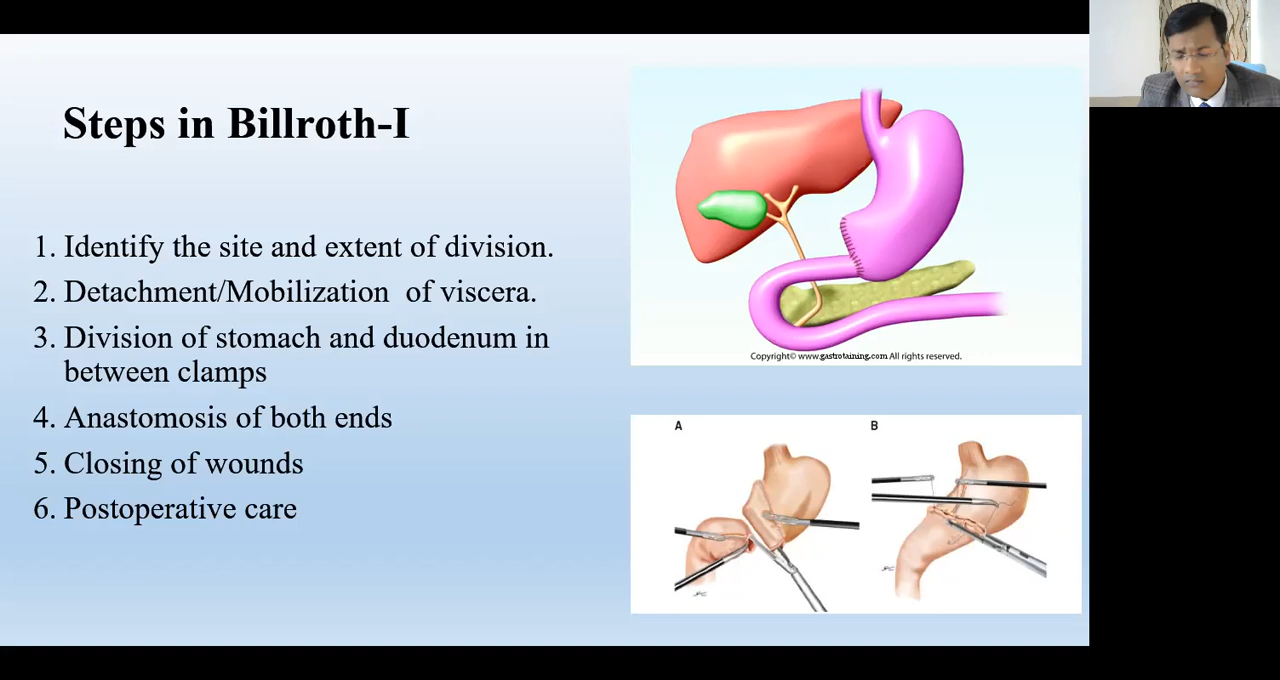 Steps in Billroth-I
1. Identify the site and extent of division.
2. Detachment/Mobilization of viscera.
3. Division of stomach and duodenum in
between clamps
4. Anastomosis of both ends
5. Closing of wounds
6. Postoperative care
Copyright© www.gastrotaining.com All rights reserved.
A
B